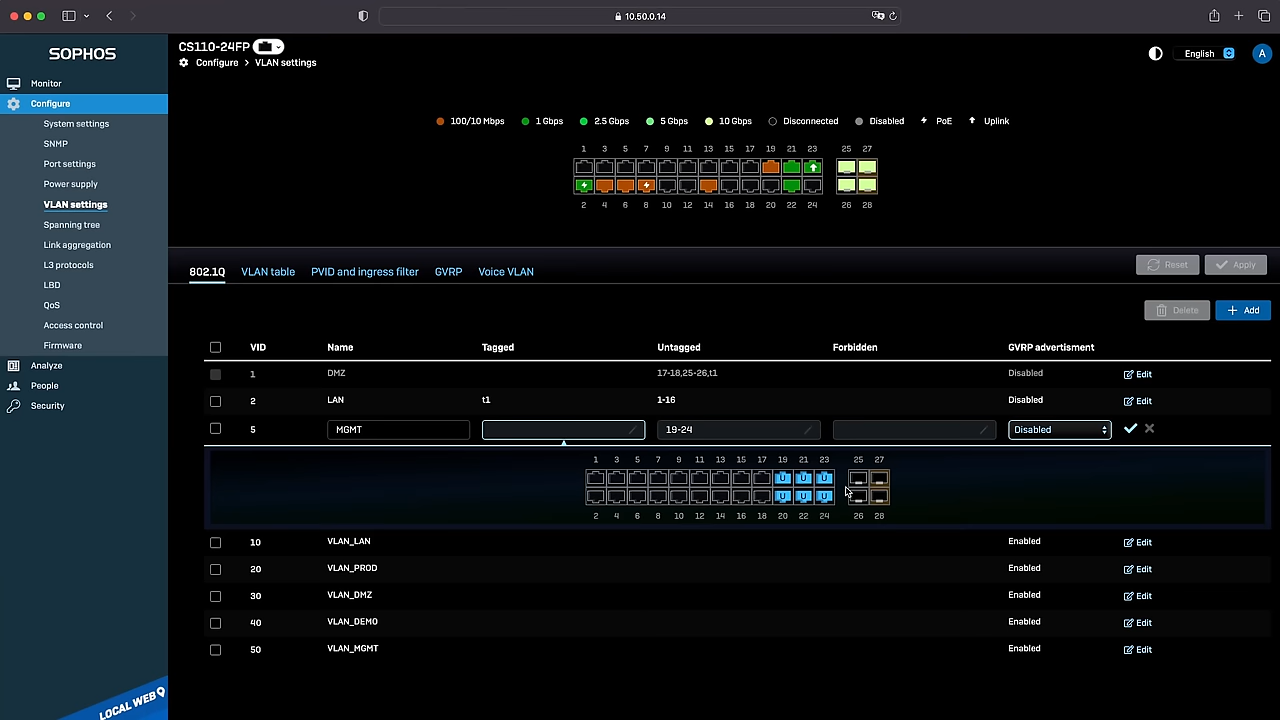 10.50.0.14
SOPHOS
CS110-24FP
Configure > VLAN settings
English
A
Monitor
Configure
System settings
SNMP
Port settings
Power supply
VLAN settings
Spanning tree
Link aggregation
L3 protocols
LBD
QoS
Access control
Firmware
Analyze
People
Security
LOCAL WEB
100/10 Mbps 1 Gbps 2.5 Gbps 5 Gbps 10 Gbps Disconnected Disabled PoE Uplink
1 3 5 7 9 11 13 15 17 19 21 23 25 27
2 4 6 8 10 12 14 16 18 20 22 24 26 28
802.1Q VLAN table PVID and ingress filter GVRP Voice VLAN
Reset Apply
Delete Add
VID Name Tagged Untagged Forbidden GVRP advertisment
1 DMZ 17-18,25-26,t1 Disabled Edit
2 LAN t1 1-16 Disabled Edit
5 MGMT 19-24 Disabled
1 3 5 7 9 11 13 15 17 19 21 23 25 27
U U U
U U U
2 4 6 8 10 12 14 16 18 20 22 24 26 28
10 VLAN_LAN Enabled Edit
20 VLAN_PROD Enabled Edit
30 VLAN_DMZ Enabled Edit
40 VLAN_DEMO Enabled Edit
50 VLAN_MGMT Enabled Edit